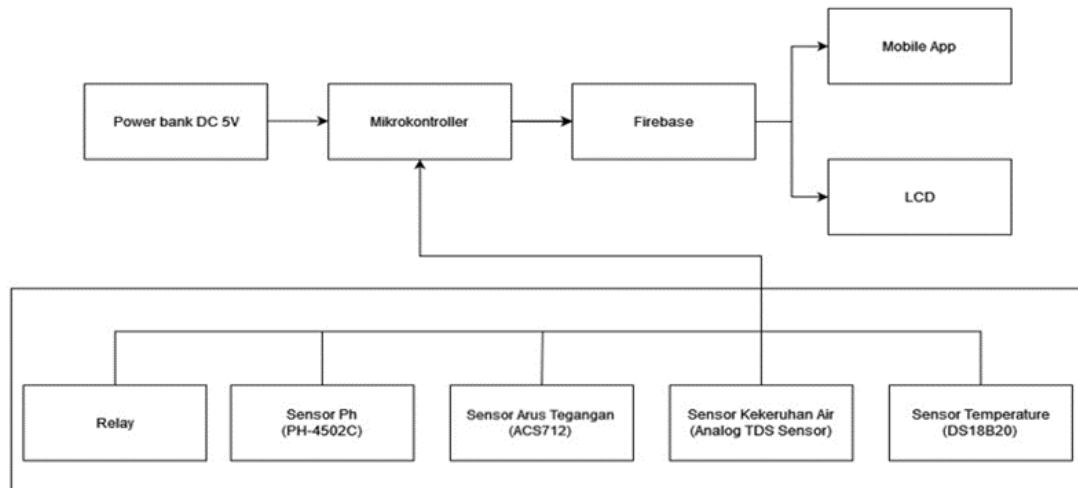 Mobile App
Power bank DC 5V
Mikrokontroller
Firebase
LCD
Relay
Sensor Ph
(PH-4502C)
Sensor Arus Tegangan
(ACS712)
Sensor Kekeruhan Air
(Analog TDS Sensor)
Sensor Temperature
(DS18B20)